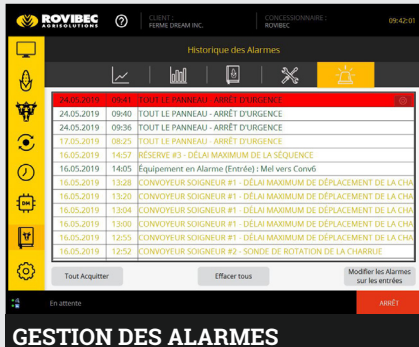 ROVIBEC
AGRISOLUTIONS
?
CLIENT :
FERME DREAM INC.
CONCESSIONNAIRE :
ROVIBEC
09:42:01
Historique des Alarmes
24.05.2019 09:41 TOUT LE PANNEAU - ARRÊT D'URGENCE
24.05.2019 09:40 TOUT LE PANNEAU - ARRÊT D'URGENCE
24.05.2019 09:36 TOUT LE PANNEAU - ARRÊT D'URGENCE
17.05.2019 08:25 TOUT LE PANNEAU - ARRÊT D'URGENCE
16.05.2019 14:57 RÉSERVE #3 - DÉLAI MAXIMUM DE LA SÉQUENCE
16.05.2019 14:05 Équipement en Alarme (Entrée) : Mel vers Conv6
16.05.2019 13:28 CONVOYEUR SOIGNEUR #1 - DÉLAI MAXIMUM DE DÉPLACEMENT DE LA CHA
16.05.2019 13:20 CONVOYEUR SOIGNEUR #1 - DÉLAI MAXIMUM DE DÉPLACEMENT DE LA CHA
16.05.2019 13:04 CONVOYEUR SOIGNEUR #1 - DÉLAI MAXIMUM DE DÉPLACEMENT DE LA CHA
16.05.2019 13:00 CONVOYEUR SOIGNEUR #1 - DÉLAI MAXIMUM DE DÉPLACEMENT DE LA CHA
16.05.2019 12:55 CONVOYEUR SOIGNEUR #1 - DÉLAI MAXIMUM DE DÉPLACEMENT DE LA CHA
16.05.2019 12:52 CONVOYEUR SOIGNEUR #2 - SONDE DE ROTATION DE LA CHARRUE
DM
Tout Acquitter
Effacer tous
Modifier les Alarmes
sur les entrées
En attente
ARRÊT
GESTION DES ALARMES